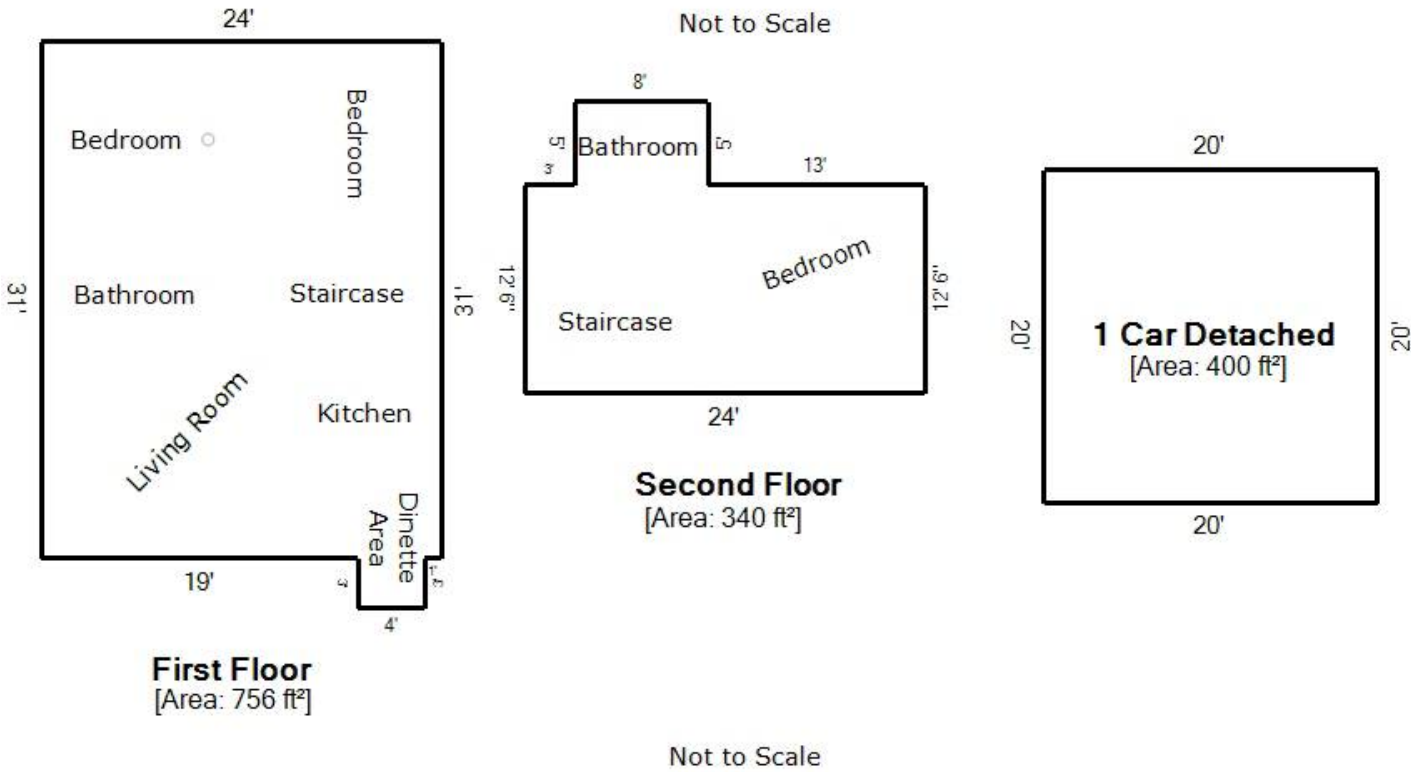 24'
Not to Scale
Bedroom
Bedroom
31'
Bathroom
Staircase
31'
Living Room
Kitchen
Dinette
Area
19'
3'
4'
3'
1'
First Floor
[Area: 756 ft²]
8'
5'
Bathroom
5'
3'
13'
12' 6"
Bedroom
12' 6"
Staircase
24'
Second Floor
[Area: 340 ft²]
20'
20'
1 Car Detached
[Area: 400 ft²]
20'
20'
Not to Scale